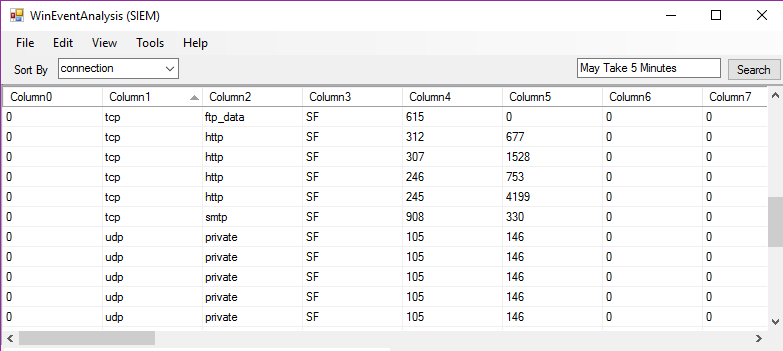 WinEventAnalysis (SIEM)
File Edit View Tools Help
Sort By connection May Take 5 Minutes Search
Column0 Column1 Column2 Column3 Column4 Column5 Column6 Column7
0 tcp ftp_data SF 615 0 0 0
0 tcp http SF 312 677 0 0
0 tcp http SF 307 1528 0 0
0 tcp http SF 246 753 0 0
0 tcp http SF 245 4199 0 0
0 tcp smtp SF 908 330 0 0
0 udp private SF 105 146 0 0
0 udp private SF 105 146 0 0
0 udp private SF 105 146 0 0
0 udp private SF 105 146 0 0
0 udp private SF 105 146 0 0